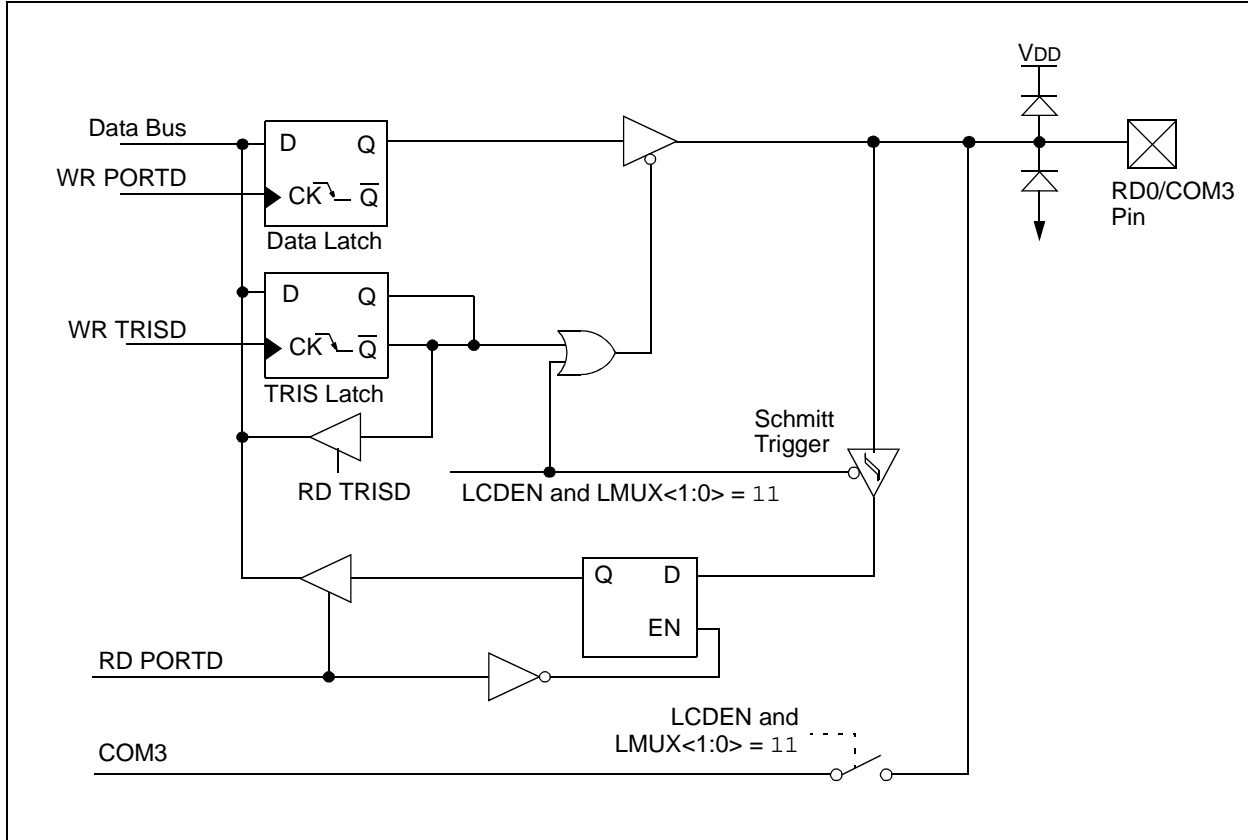 VDD
Data Bus
D Q
WR PORTD
CK Q
Data Latch
RD0/COM3
Pin
D Q
WR TRISD
CK Q
TRIS Latch
Schmitt
Trigger
RD TRISD
LCDEN and LMUX<1:0> = 11
Q D
EN
RD PORTD
LCDEN and
LMUX<1:0> = 11
COM3